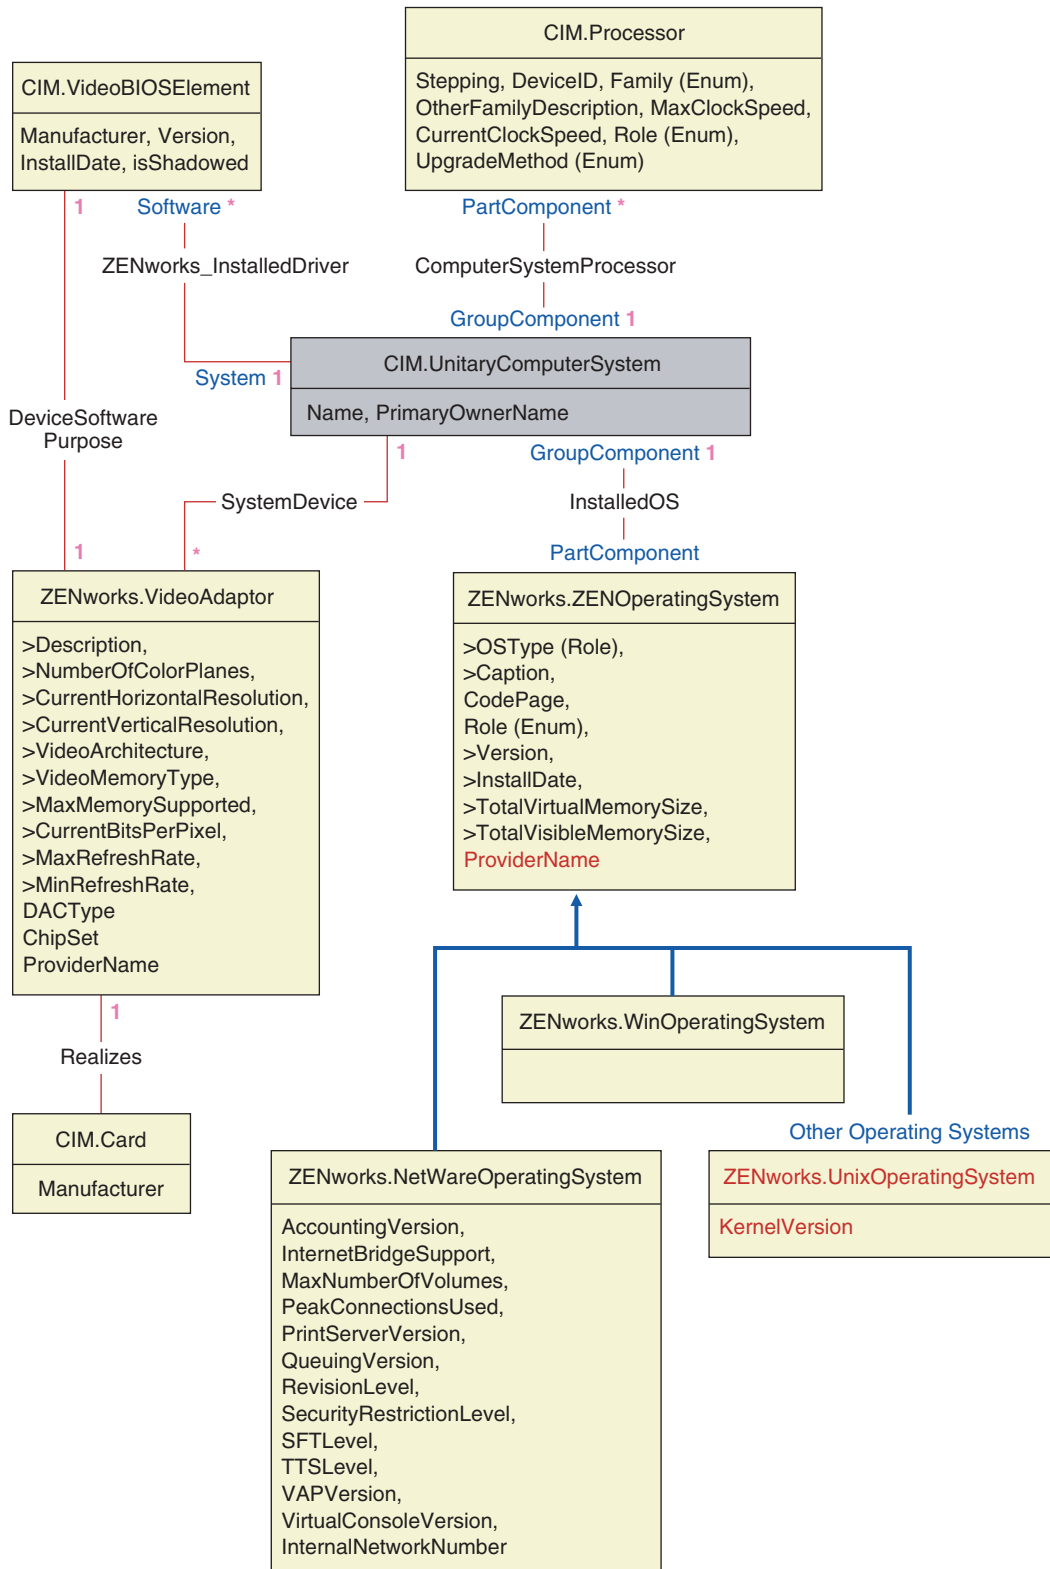 CIM.Processor
Stepping, DeviceID, Family (Enum),
OtherFamilyDescription, MaxClockSpeed,
CurrentClockSpeed, Role (Enum),
UpgradeMethod (Enum)
CIM.VideoBIOSElement
Manufacturer, Version,
InstallDate, isShadowed
1
Software *
PartComponent *
ZENworks_InstalledDriver
ComputerSystemProcessor
GroupComponent 1
System 1
CIM.UnitaryComputerSystem
Name, PrimaryOwnerName
DeviceSoftware
Purpose
1
GroupComponent 1
SystemDevice
InstalledOS
1
*
PartComponent
ZENworks.VideoAdaptor
>Description,
>NumberOfColorPlanes,
>CurrentHorizontalResolution,
>CurrentVerticalResolution,
>VideoArchitecture,
>VideoMemoryType,
>MaxMemorySupported,
>CurrentBitsPerPixel,
>MaxRefreshRate,
>MinRefreshRate,
DACType
ChipSet
ProviderName
ZENworks.ZENOperatingSystem
>OSType (Role),
>Caption,
CodePage,
Role (Enum),
>Version,
>InstallDate,
>TotalVirtualMemorySize,
>TotalVisibleMemorySize,
ProviderName
1
Realizes
CIM.Card
Manufacturer
ZENworks.WinOperatingSystem
Other Operating Systems
ZENworks.NetWareOperatingSystem
AccountingVersion,
InternetBridgeSupport,
MaxNumberOfVolumes,
PeakConnectionsUsed,
PrintServerVersion,
QueuingVersion,
RevisionLevel,
SecurityRestrictionLevel,
SFTLevel,
TTSLevel,
VAPVersion,
VirtualConsoleVersion,
InternalNetworkNumber
ZENworks.UnixOperatingSystem
KernelVersion